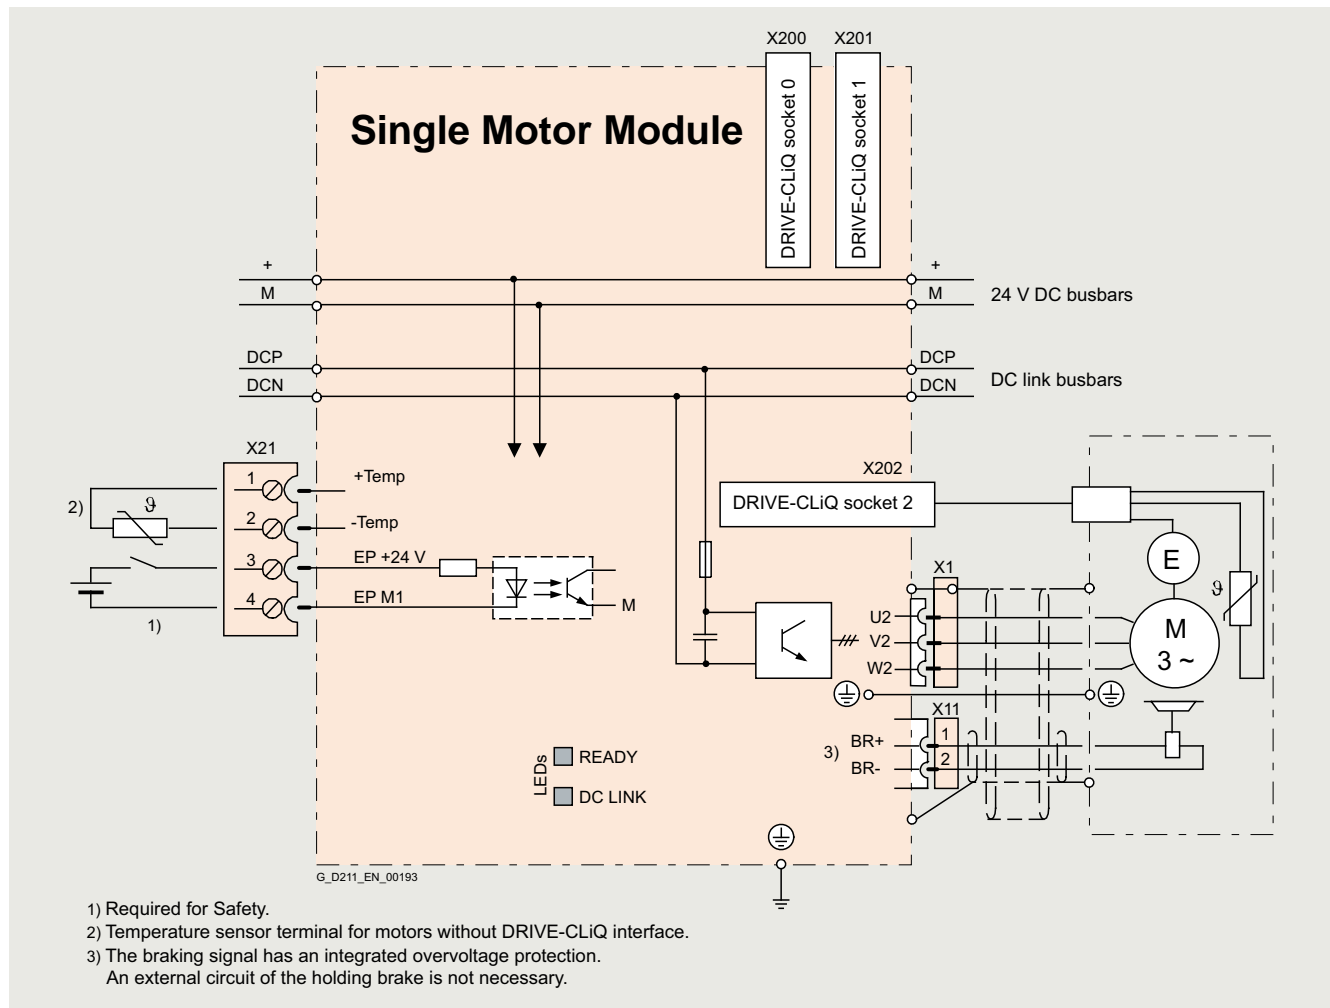 X200 X201
DRIVE-CLiQ socket 0
DRIVE-CLiQ socket 1
Single Motor Module
+ +
M M 24 V DC busbars
DCP DCP
DCN DCN DC link busbars
X21
1 +Temp
2) ϑ
2 -Temp
3 EP +24 V
4 EP M1
M
1)
X202
DRIVE-CLiQ socket 2
E
ϑ
X1
U2
V2
W2
M
3 ~
X11
3) BR+ 1
BR- 2
LEDs
READY
DC LINK
G_D211_EN_00193
1) Required for Safety.
2) Temperature sensor terminal for motors without DRIVE-CLiQ interface.
3) The braking signal has an integrated overvoltage protection.
An external circuit of the holding brake is not necessary.